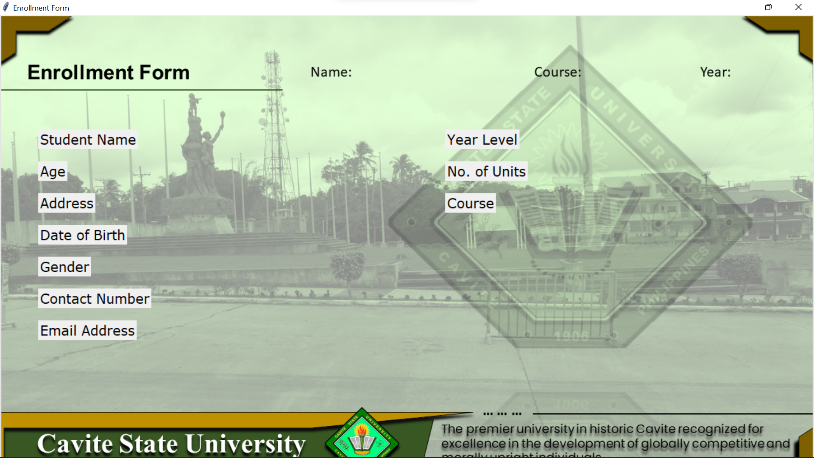 Enrollment Form
Enrollment Form
Name:
Course:
Year:
Student Name
Year Level
Age
No. of Units
Address
Course
Date of Birth
Gender
Contact Number
Email Address
CAVITE STATE UNIVERSITY
PHILIPPINES
1906
Cavite State University
The premier university in historic Cavite recognized for
excellence in the development of globally competitive and
morally upright individuals